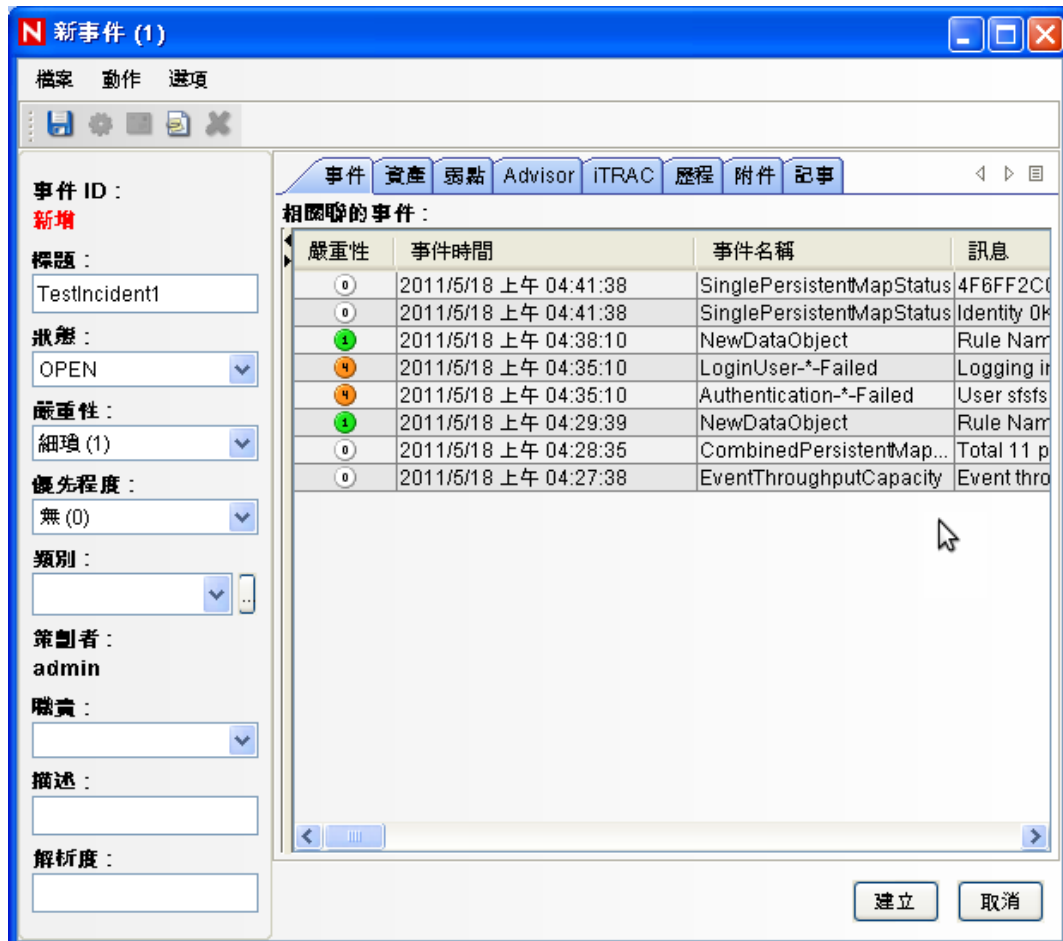 N 新事件 (1)
檔案 動作 選項
事件 ID：
新增
標題：
TestIncident1
狀態：
OPEN
嚴重性：
細瑣 (1)
優先程度：
無 (0)
類別：
..
策劃者：
admin
職責：
描述：
解析度：
事件 資產 弱點 Advisor iTRAC 歷程 附件 記事
相關聯的事件：
嚴重性 事件時間 事件名稱 訊息
0 2011/5/18 上午 04:41:38 SinglePersistentMapStatus 4F6FF2C0
0 2011/5/18 上午 04:41:38 SinglePersistentMapStatus Identity 0K
1 2011/5/18 上午 04:38:10 NewDataObject Rule Nam
4 2011/5/18 上午 04:35:10 LoginUser-*-Failed Logging in
4 2011/5/18 上午 04:35:10 Authentication-*-Failed User sfsfs
1 2011/5/18 上午 04:29:39 NewDataObject Rule Nam
0 2011/5/18 上午 04:28:35 CombinedPersistentMap... Total 11 p
0 2011/5/18 上午 04:27:38 EventThroughputCapacity Event thro
建立 取消